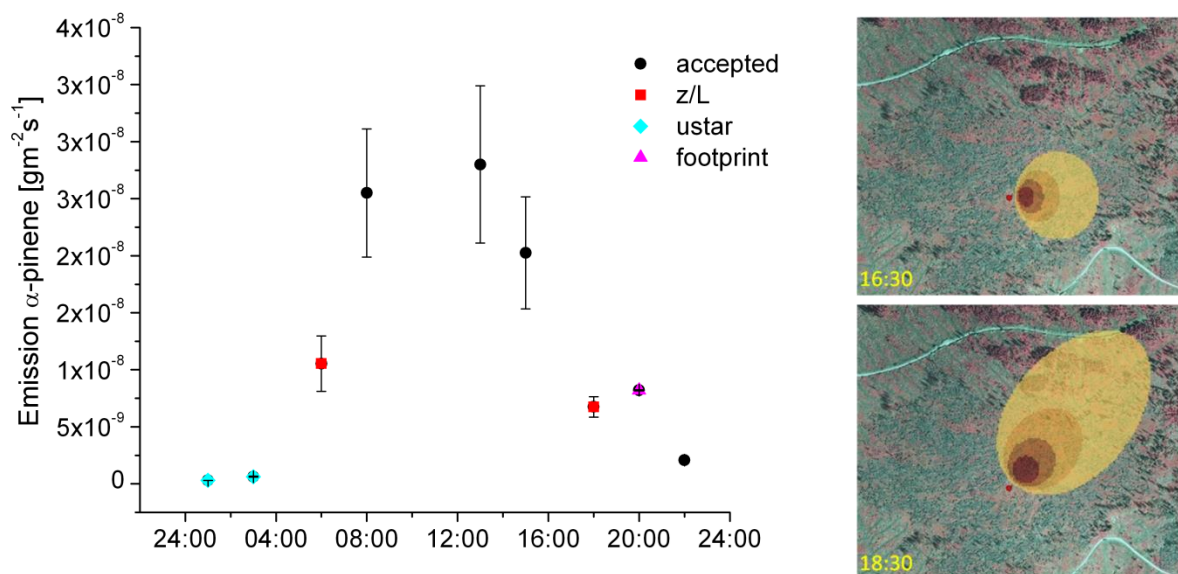 Emission α-pinene [gm⁻²s⁻¹]
4x10⁻⁸
3x10⁻⁸
3x10⁻⁸
3x10⁻⁸
2x10⁻⁸
2x10⁻⁸
1x10⁻⁸
5x10⁻⁹
0
24:00 04:00 08:00 12:00 16:00 20:00 24:00
accepted
z/L
ustar
footprint
16:30
18:30